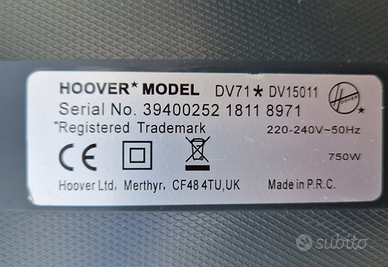 HOOVER* MODEL DV71★ DV15011
HOOVER
Serial No. 39400252 1811 8971
*Registered Trademark 220-240V~50Hz
CE 750W
Hoover Ltd, Merthyr, CF48 4TU,UK Made in P.R.C.
subito